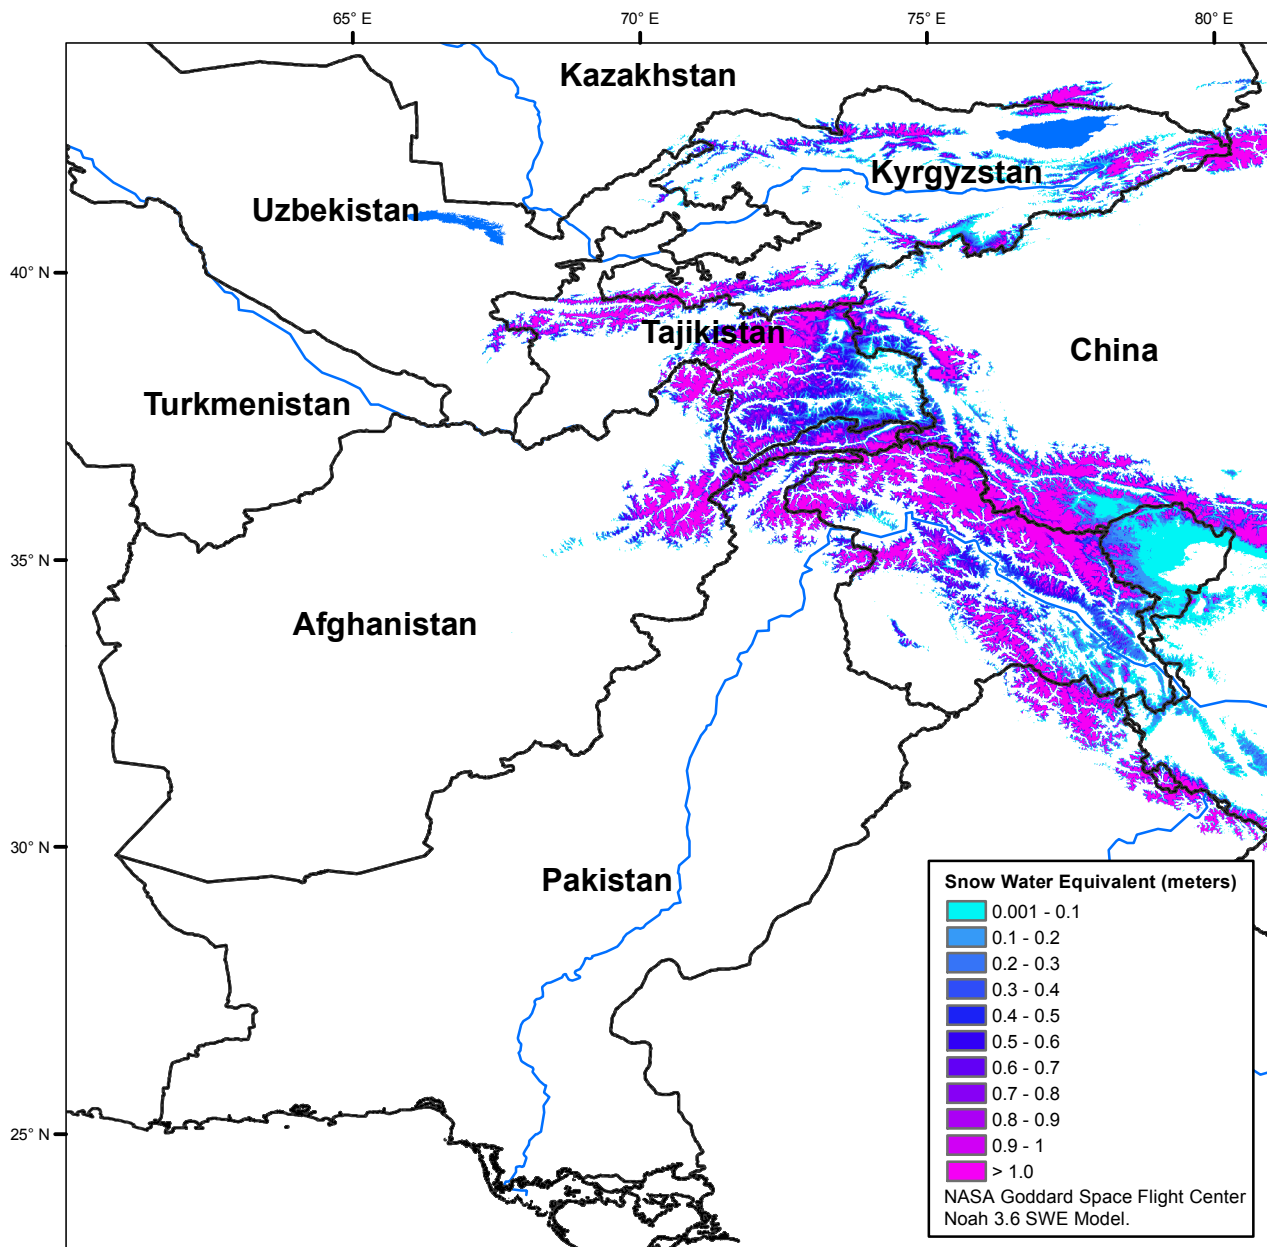 65° E
70° E
75° E
80° E
Kazakhstan
Kyrgyzstan
Uzbekistan
40° N
Tajikistan
China
Turkmenistan
35° N
Afghanistan
30° N
Pakistan
25° N
Snow Water Equivalent (meters)
0.001 - 0.1
0.1 - 0.2
0.2 - 0.3
0.3 - 0.4
0.4 - 0.5
0.5 - 0.6
0.6 - 0.7
0.7 - 0.8
0.8 - 0.9
0.9 - 1
> 1.0
NASA Goddard Space Flight Center
Noah 3.6 SWE Model.